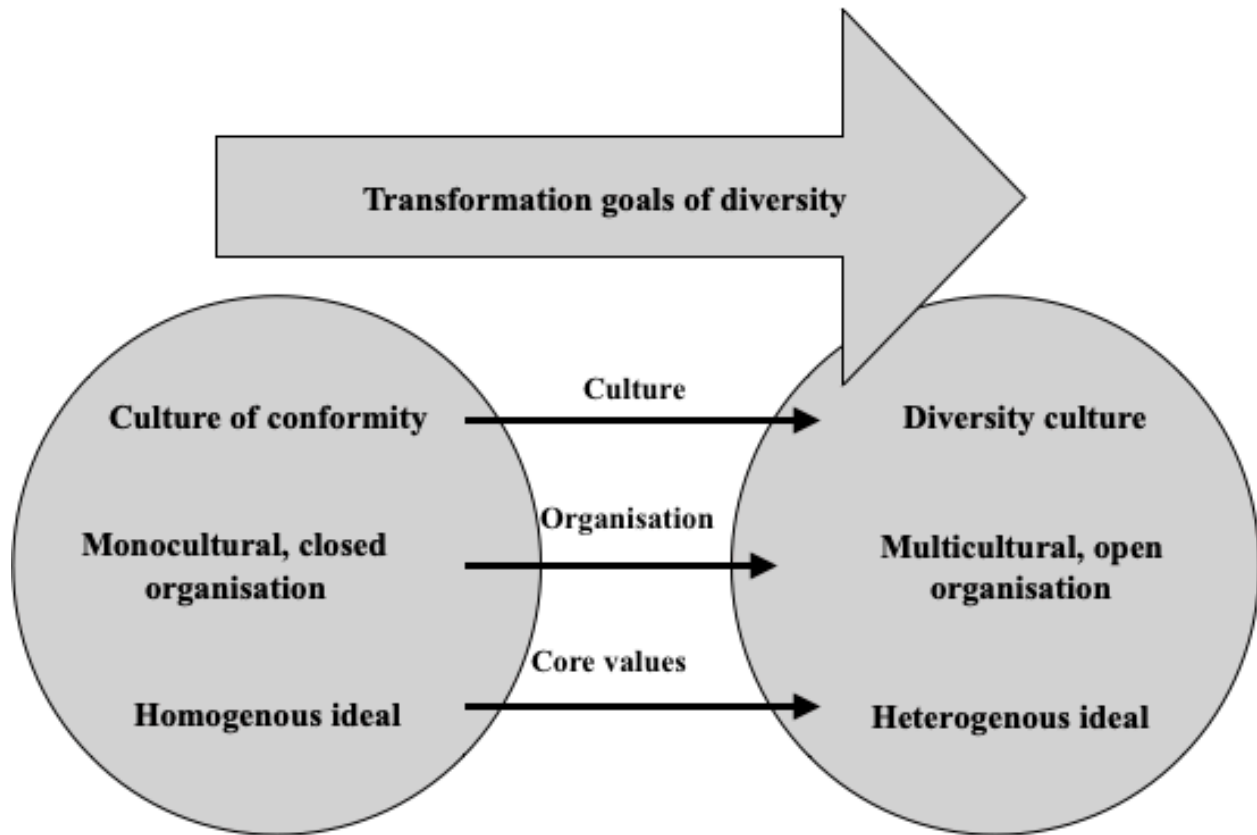 Transformation goals of diversity
Culture
Culture of conformity
Diversity culture
Organisation
Monocultural, closed
organisation
Multicultural, open
organisation
Core values
Homogenous ideal
Heterogenous ideal